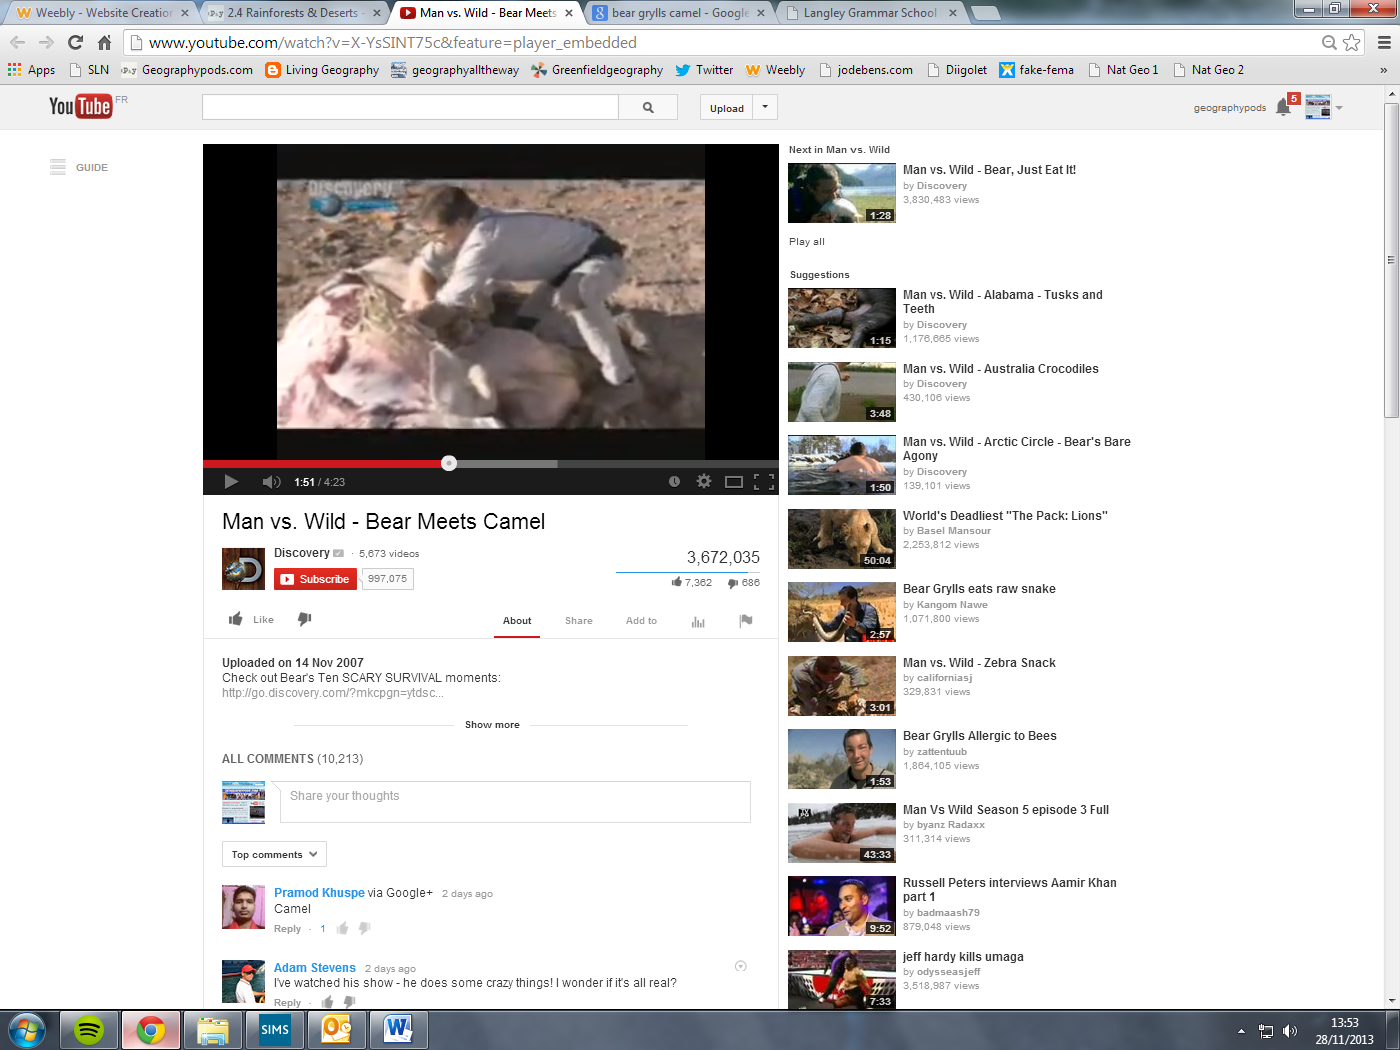 Weebly - Website Creation
2.4 Rainforests & Deserts -
Man vs. Wild - Bear Meets
bear grylls camel - Google
Langley Grammar School
www.youtube.com/watch?v=X-YsSINT75c&feature=player_embedded
Apps
SLN
Geographypods.com
Living Geography
geographyalltheway
Greenfieldgeography
Twitter
Weebly
jodebens.com
Diigolet
fake-fema
Nat Geo 1
Nat Geo 2
»
YouTube FR
Upload
geographypods
5
GUIDE
Discovery
1:51 / 4:23
Man vs. Wild - Bear Meets Camel
Discovery · 5,673 videos
Subscribe 997,075
3,672,035
7,362 686
Like
About
Share
Add to
Uploaded on 14 Nov 2007
Check out Bear's Ten SCARY SURVIVAL moments:
http://go.discovery.com/?mkcpgn=ytdsc...
Show more
ALL COMMENTS (10,213)
Share your thoughts
Top comments
Pramod Khuspe via Google+ 2 days ago
Camel
Reply · 1
Adam Stevens 2 days ago
I've watched his show - he does some crazy things! I wonder if it's all real?
Reply ·
Next in Man vs. Wild
Man vs. Wild - Bear, Just Eat It!
by Discovery
3,830,483 views
1:28
Play all
Suggestions
Man vs. Wild - Alabama - Tusks and
Teeth
by Discovery
1,176,665 views
1:15
Man vs. Wild - Australia Crocodiles
by Discovery
430,106 views
3:48
Man vs. Wild - Arctic Circle - Bear's Bare
Agony
by Discovery
139,101 views
1:50
World's Deadliest "The Pack: Lions"
by Basel Mansour
2,253,812 views
50:04
Bear Grylls eats raw snake
by Kangom Nawe
1,071,800 views
2:57
Man vs. Wild - Zebra Snack
by californiasj
329,831 views
3:01
Bear Grylls Allergic to Bees
by zattentuub
1,864,105 views
1:53
Man Vs Wild Season 5 episode 3 Full
by byanz Radaxx
311,314 views
43:33
Russell Peters interviews Aamir Khan
part 1
by badmaash79
879,048 views
9:52
jeff hardy kills umaga
by odysseasjeff
3,518,987 views
7:33
SIMS
13:53
28/11/2013